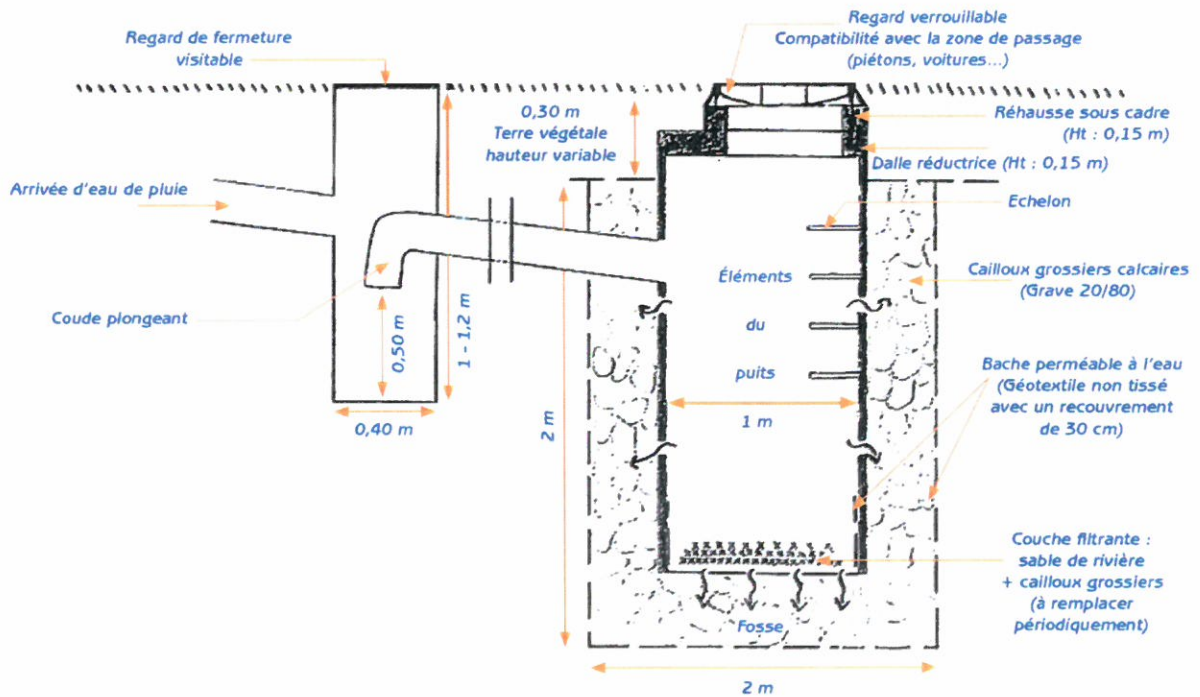 Regard de fermeture
visitable
Regard verrouillable
Compatibilité avec la zone de passage
(piétons, voitures...)
0,30 m
Terre végétale
hauteur variable
Réhausse sous cadre
(Ht : 0,15 m)
Dalle réductrice (Ht : 0,15 m)
Arrivée d'eau de pluie
Echelon
Éléments
du
puits
Cailloux grossiers calcaires
(Grave 20/80)
Coude plongeant
0,50 m
1 - 1,2 m
0,40 m
2 m
1 m
Bache perméable à l'eau
(Géotextile non tissé
avec un recouvrement
de 30 cm)
Couche filtrante :
sable de rivière
+ cailloux grossiers
(à remplacer
périodiquement)
Fosse
2 m